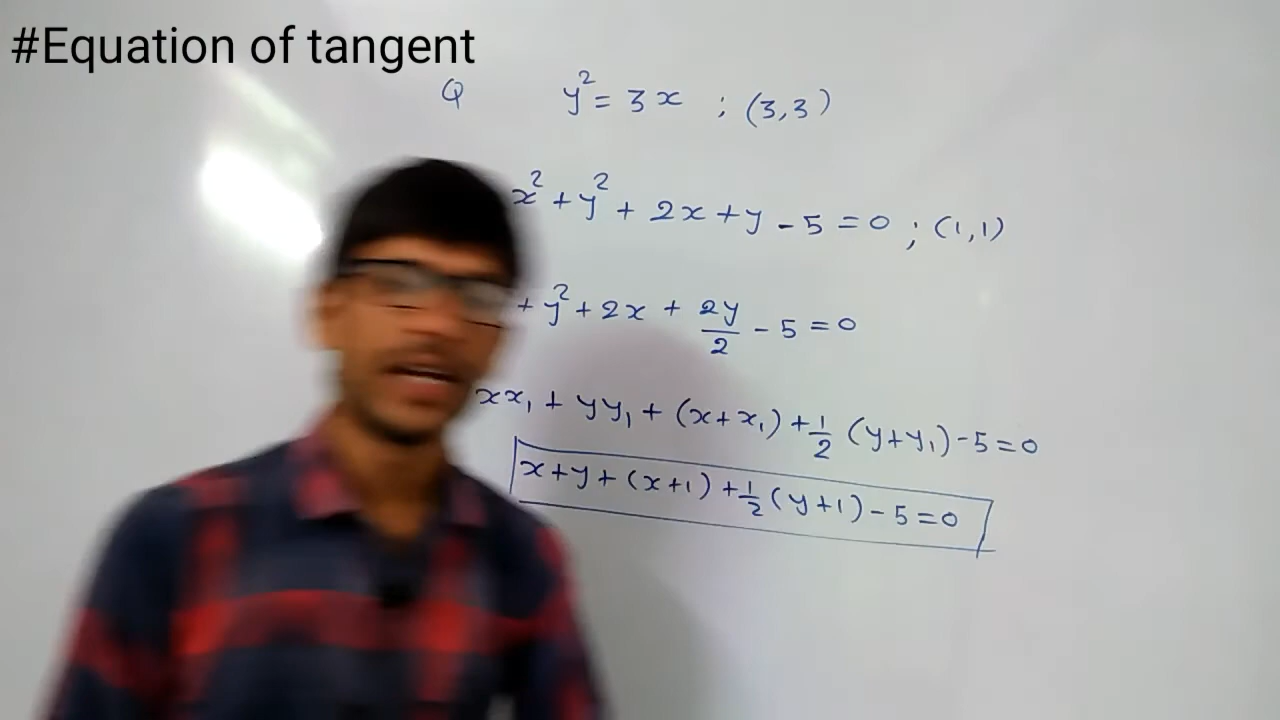 #Equation of tangent
Q y² = 3x ; (3,3)
x² + y² + 2x + y - 5 = 0 ; (1,1)
+ y² + 2x + 2y/2 - 5 = 0
xx₁ + yy₁ + (x+x₁) + 1/2 (y+y₁) - 5 = 0
x+y+(x+1)+1/2(y+1)-5=0